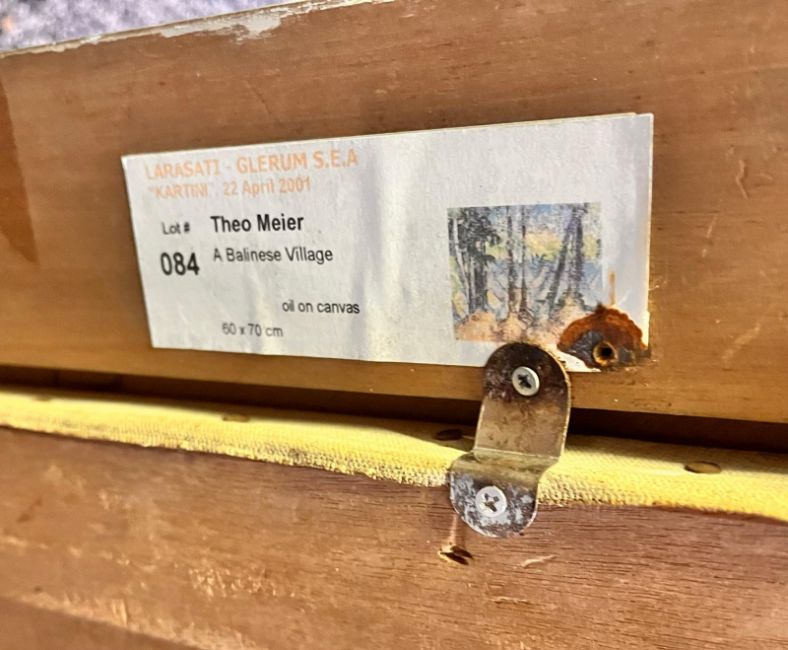 LARASATI - GLERUM S.E.A
"KARTINI", 22 April 2001
Lot # Theo Meier
084 A Balinese Village
oil on canvas
60 x 70 cm